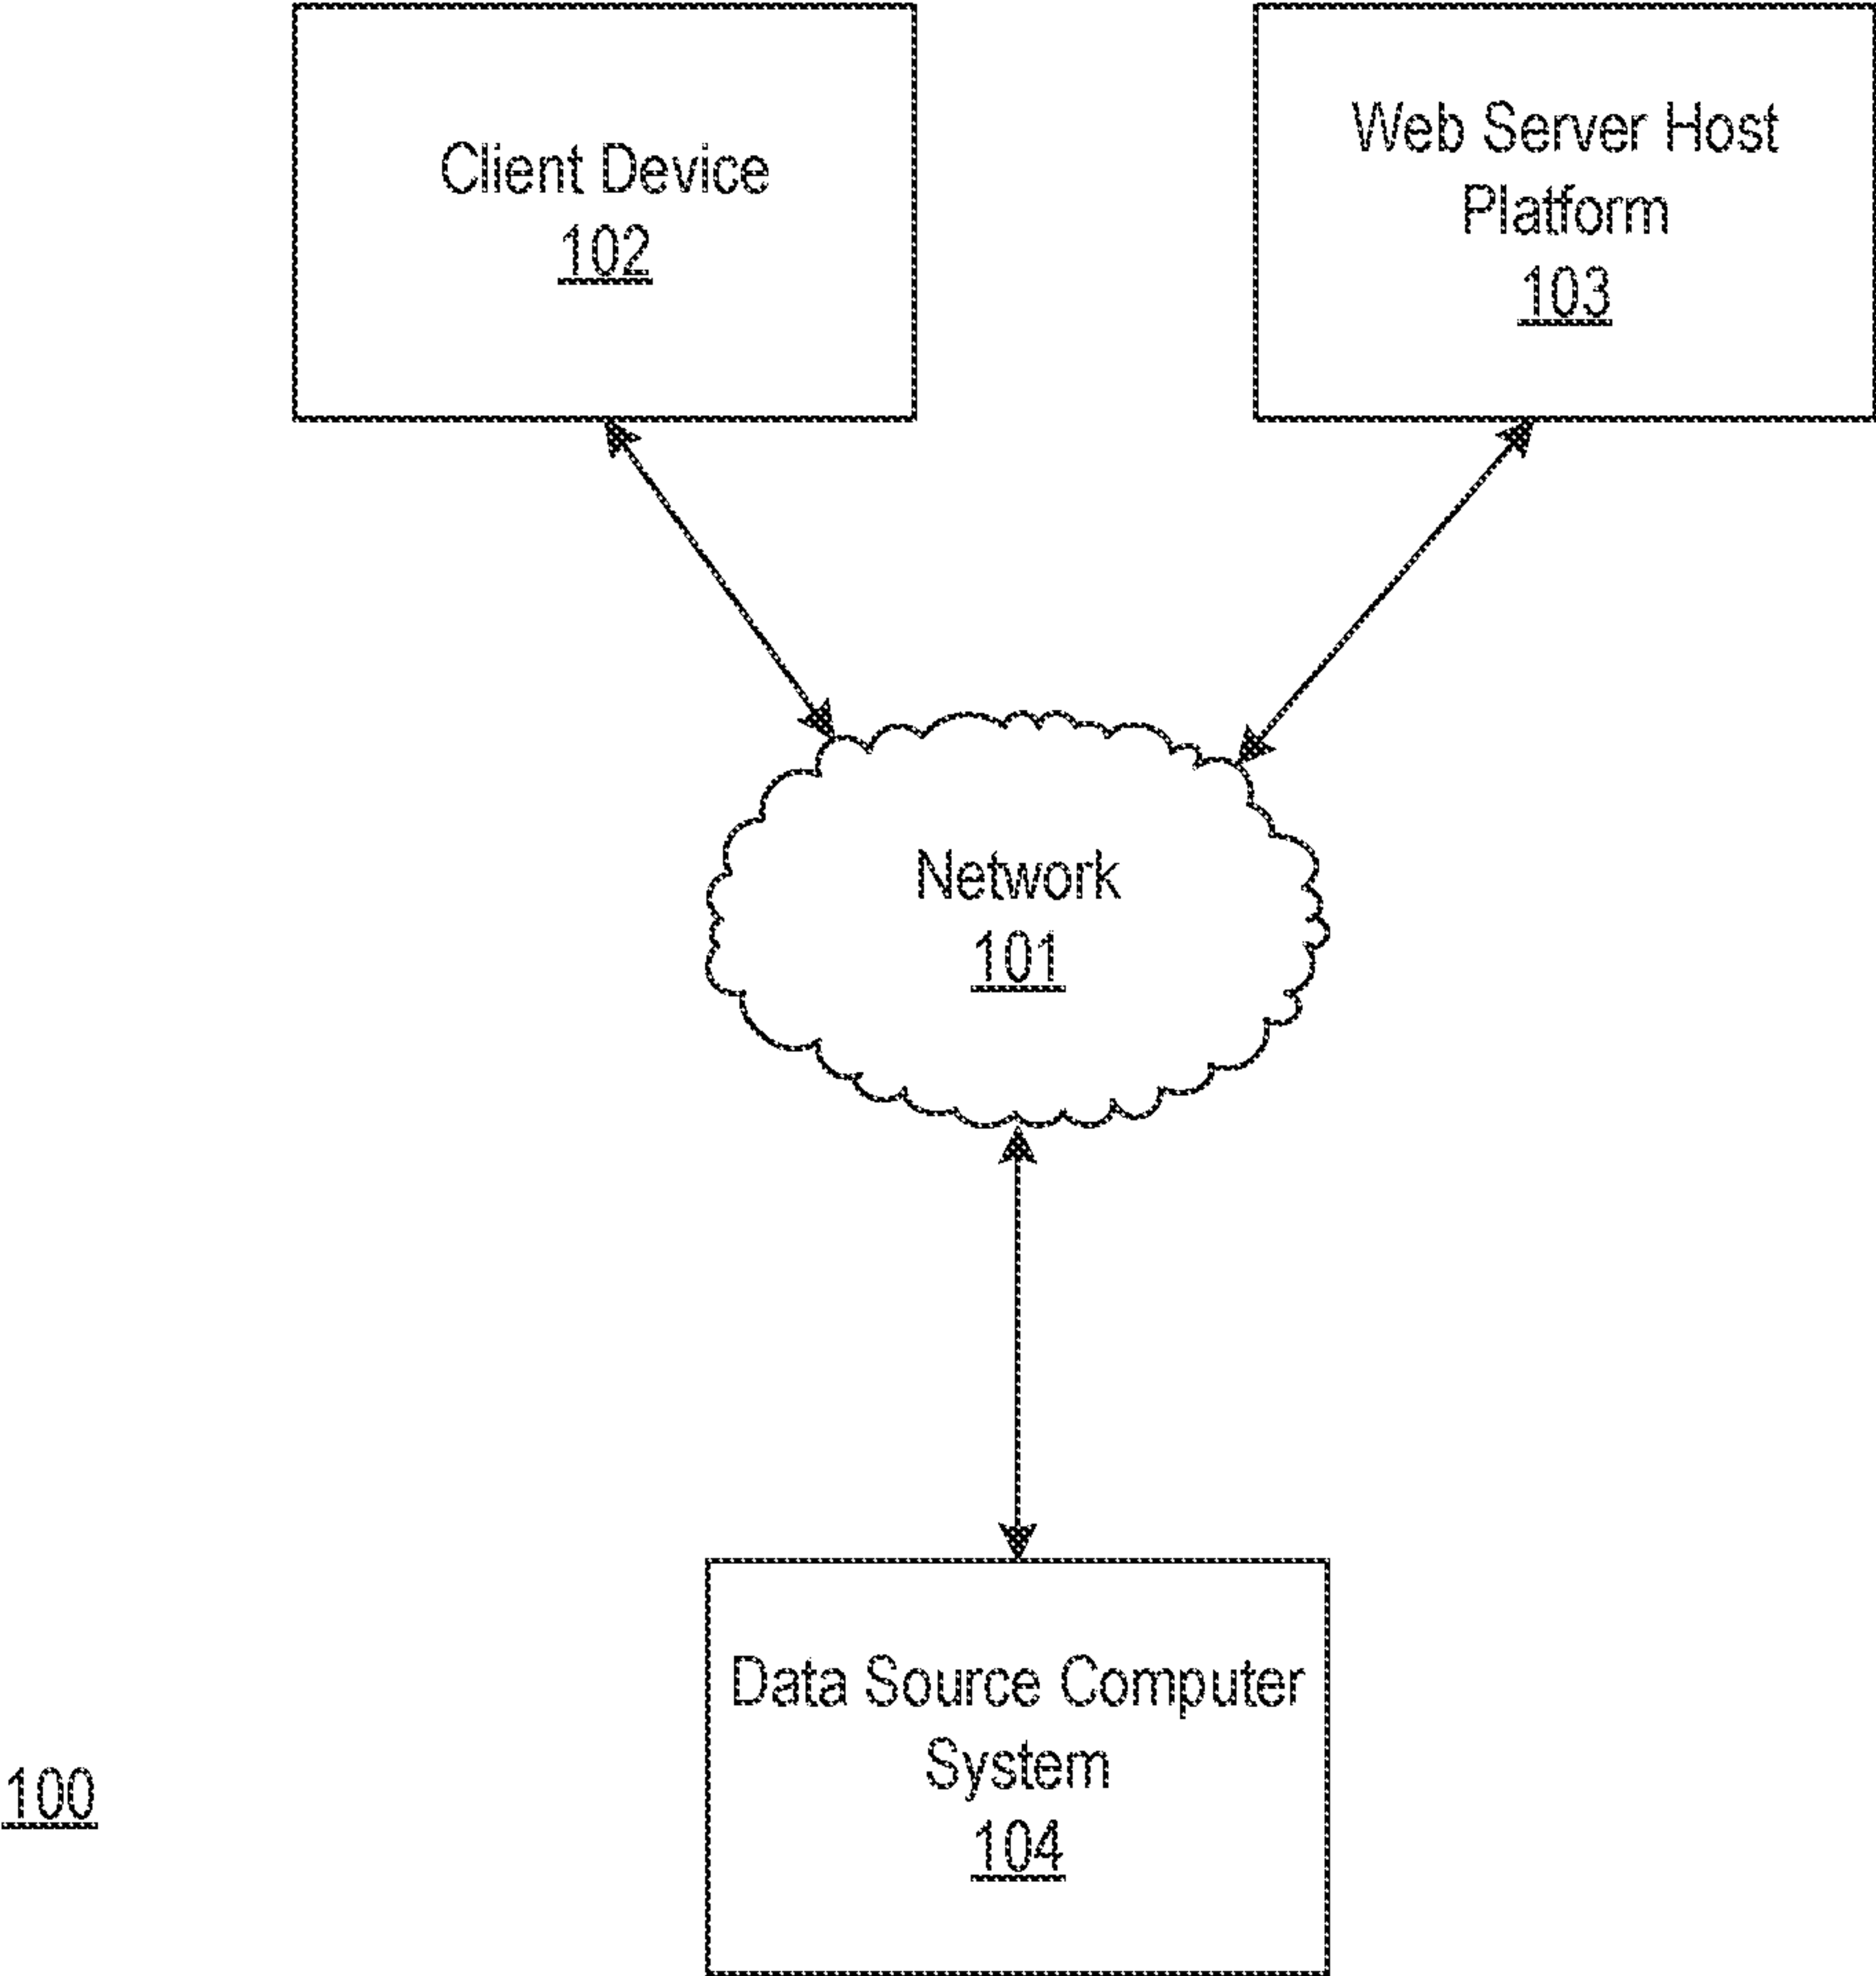 Client Device
102
Web Server Host
Platform
103
Network
101
Data Source Computer
System
104
100